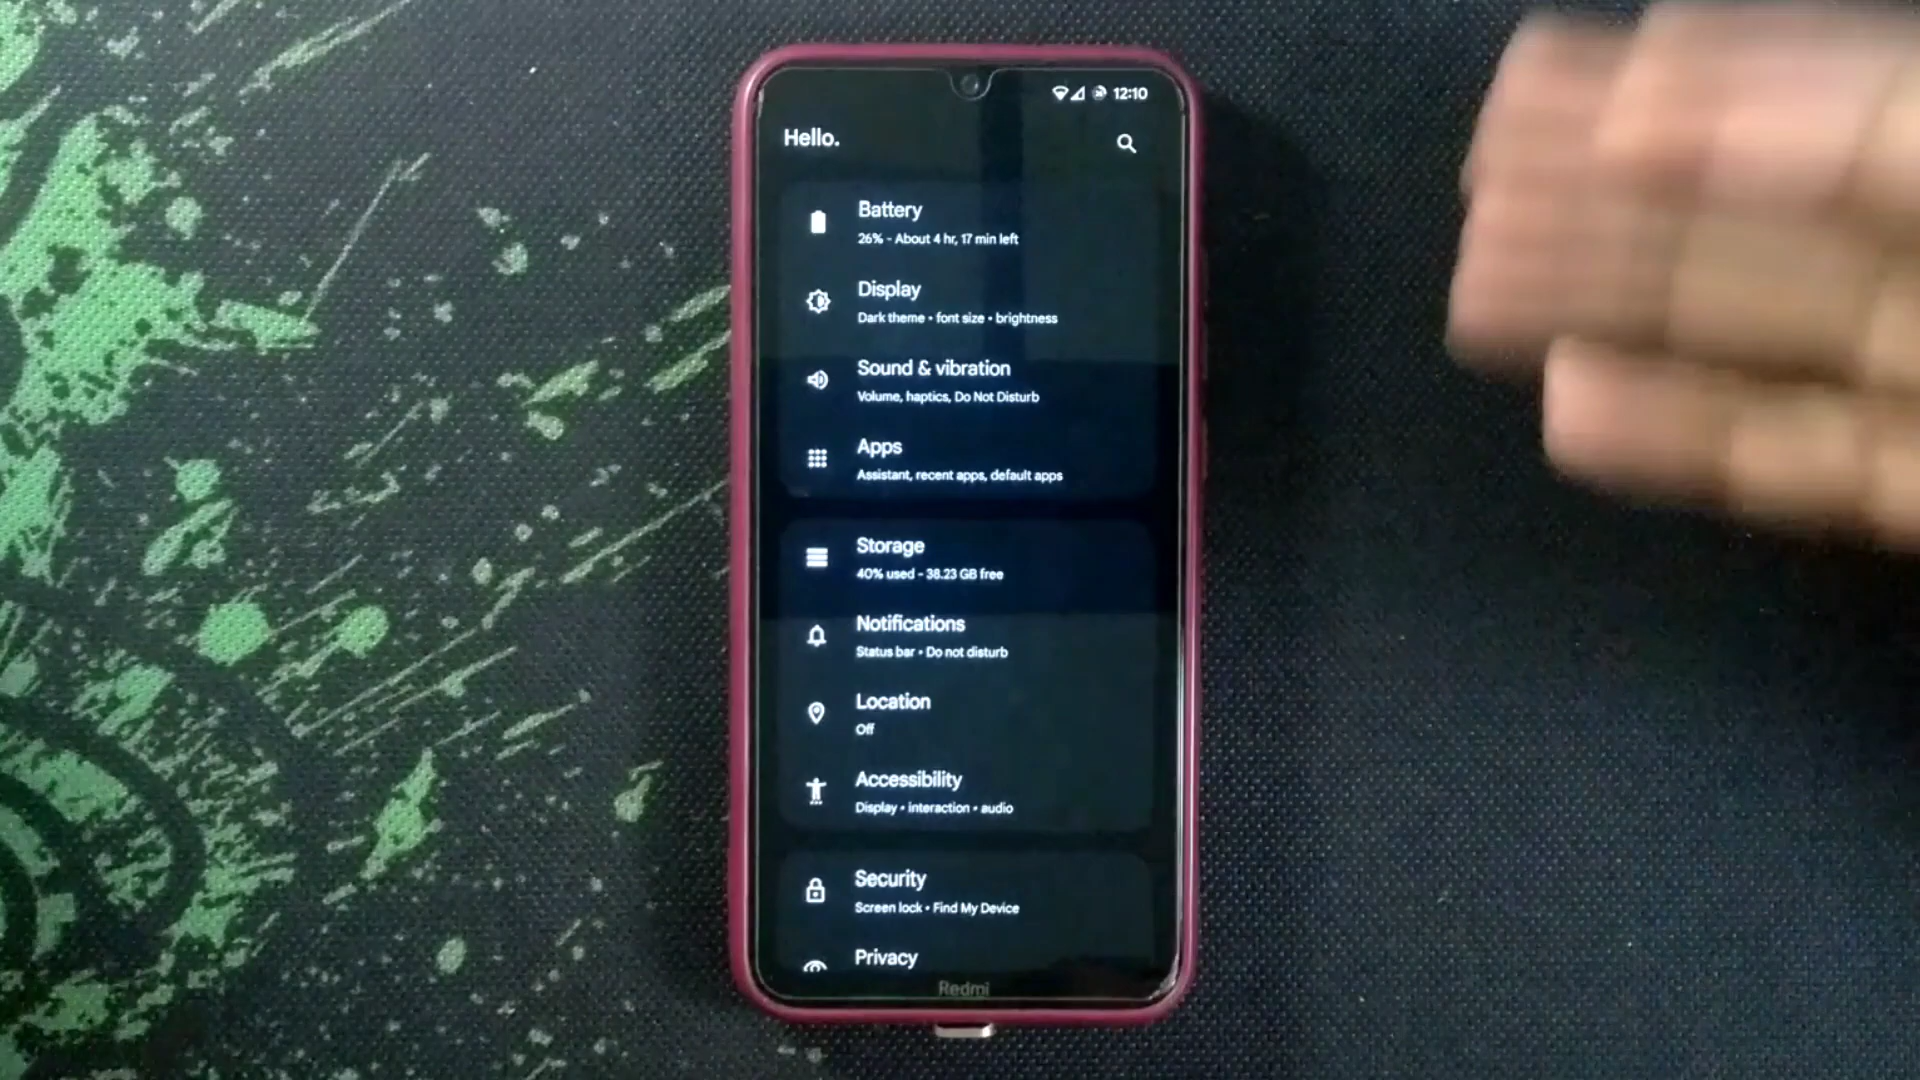 12:10
Hello.
Battery
26% - About 4 hr, 17 min left
Display
Dark theme • font size • brightness
Sound & vibration
Volume, haptics, Do Not Disturb
Apps
Assistant, recent apps, default apps
Storage
40% used - 38.23 GB free
Notifications
Status bar • Do not disturb
Location
Off
Accessibility
Display • interaction • audio
Security
Screen lock • Find My Device
Privacy
Redmi